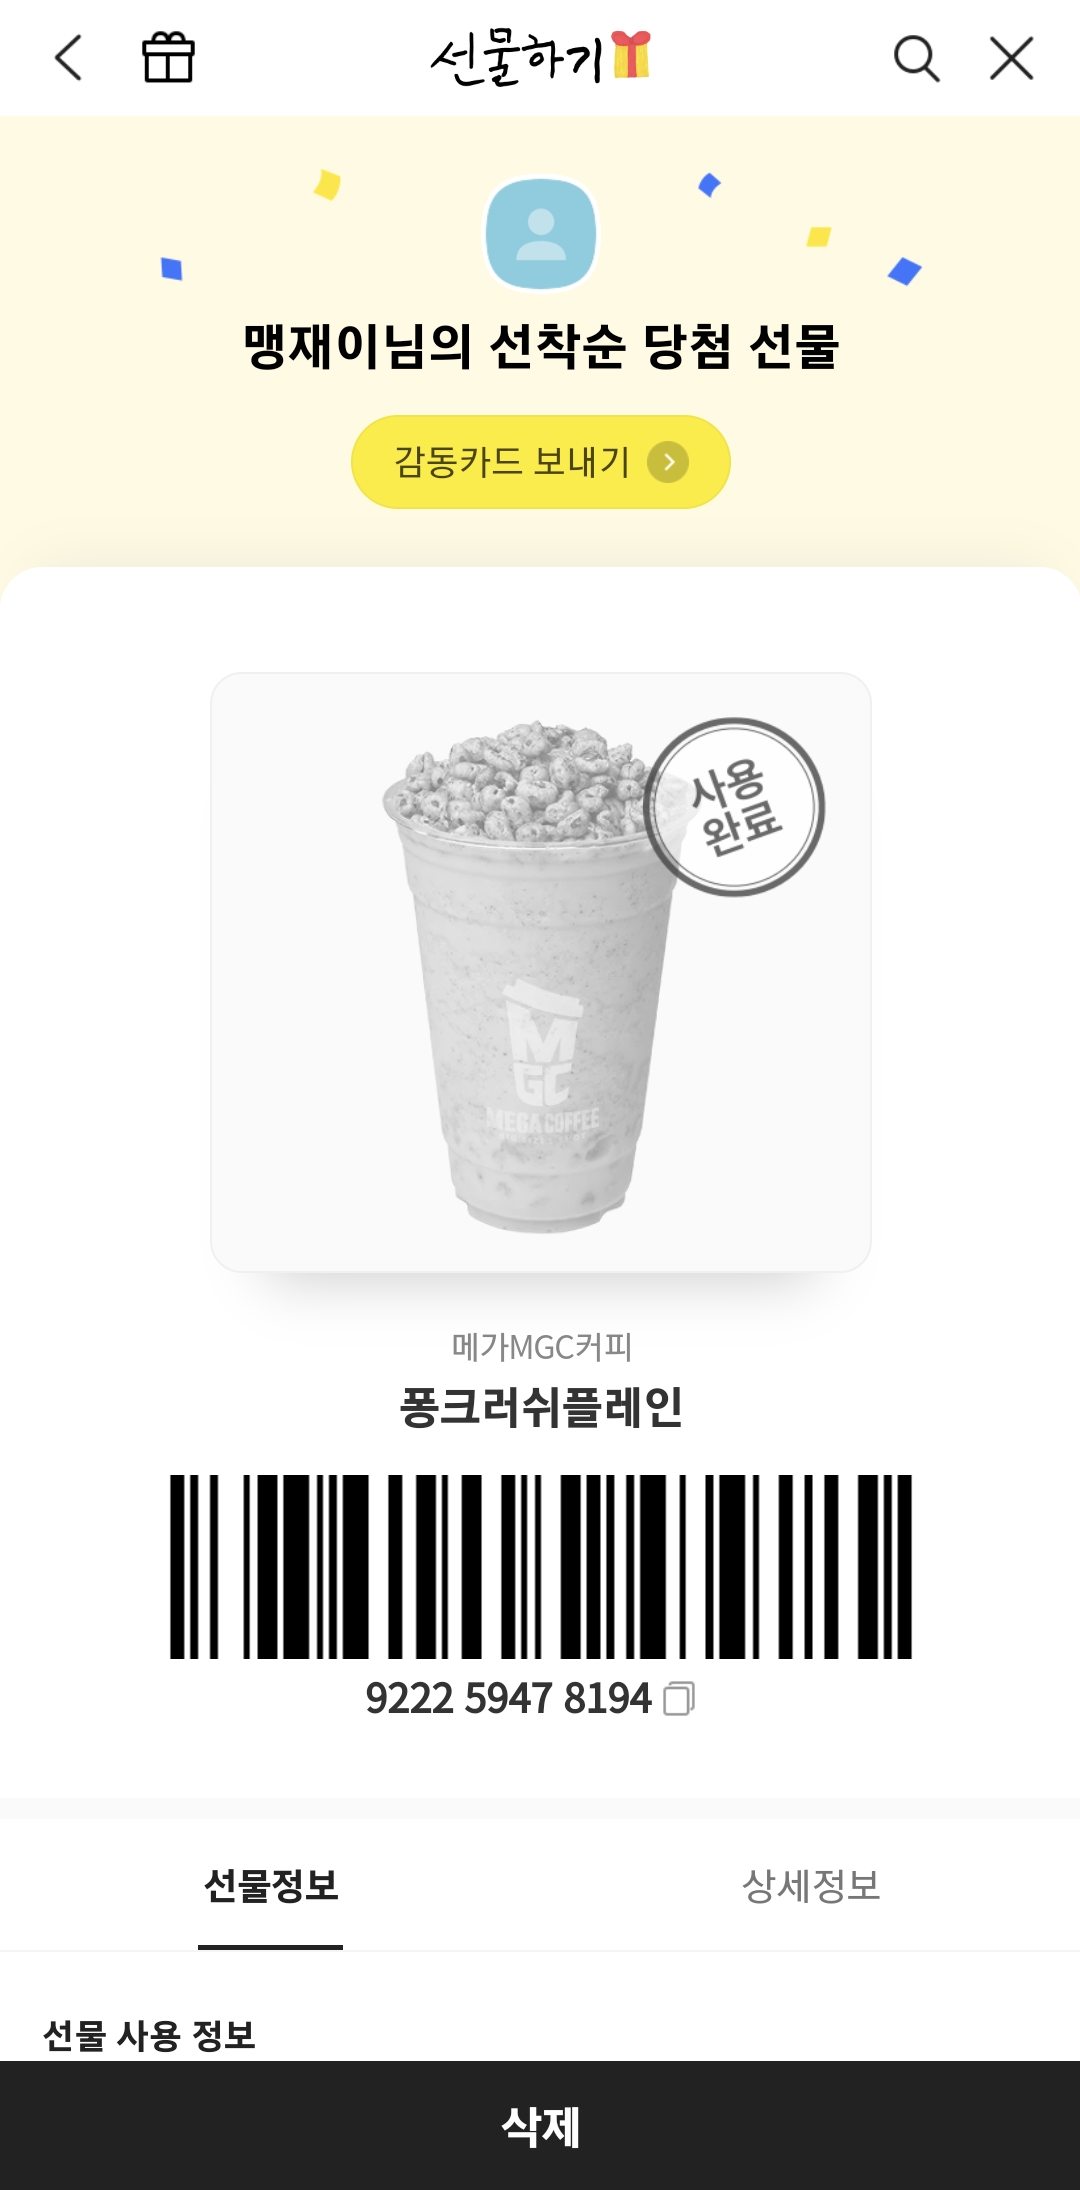 선물하기
맹재이님의 선착순 당첨 선물
감동카드 보내기
사용
완료
M
GC
MEGA COFFEE
메가MGC커피
퐁크러쉬플레인
9222 5947 8194
선물정보
상세정보
선물 사용 정보
삭제